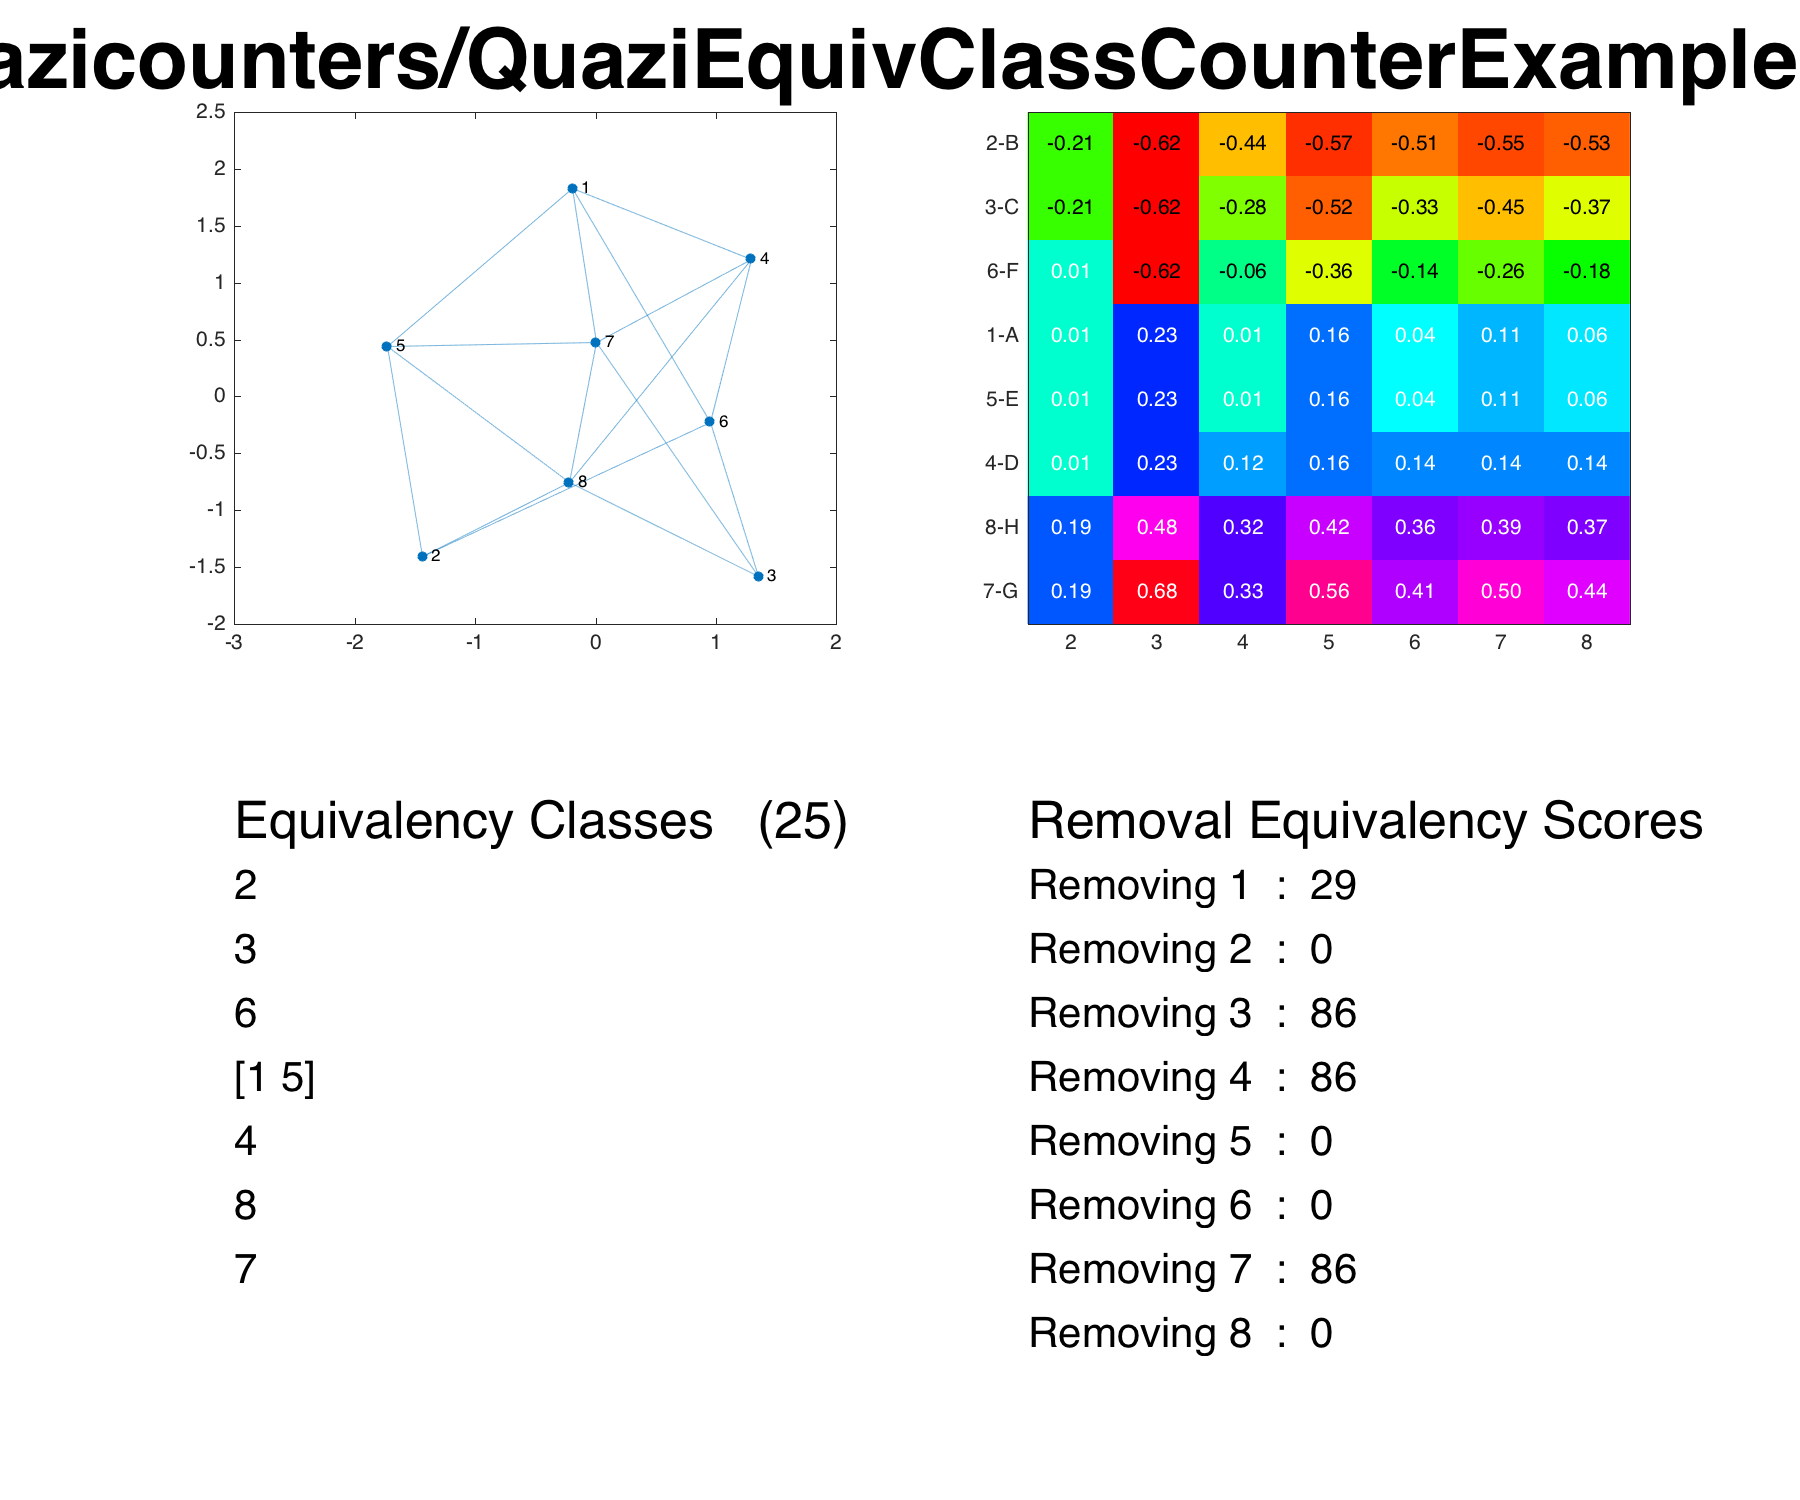 azicounters/QuaziEquivClassCounterExample
2.5
2
1.5
1
0.5
0
-0.5
-1
-1.5
-2
-3 -2 -1 0 1 2
1
4
5
7
6
8
2
3
2-B -0.21 -0.62 -0.44 -0.57 -0.51 -0.55 -0.53
3-C -0.21 -0.62 -0.28 -0.52 -0.33 -0.45 -0.37
6-F 0.01 -0.62 -0.06 -0.36 -0.14 -0.26 -0.18
1-A 0.01 0.23 0.01 0.16 0.04 0.11 0.06
5-E 0.01 0.23 0.01 0.16 0.04 0.11 0.06
4-D 0.01 0.23 0.12 0.16 0.14 0.14 0.14
8-H 0.19 0.48 0.32 0.42 0.36 0.39 0.37
7-G 0.19 0.68 0.33 0.56 0.41 0.50 0.44
2 3 4 5 6 7 8
Equivalency Classes (25)
2
3
6
[1 5]
4
8
7
Removal Equivalency Scores
Removing 1 : 29
Removing 2 : 0
Removing 3 : 86
Removing 4 : 86
Removing 5 : 0
Removing 6 : 0
Removing 7 : 86
Removing 8 : 0